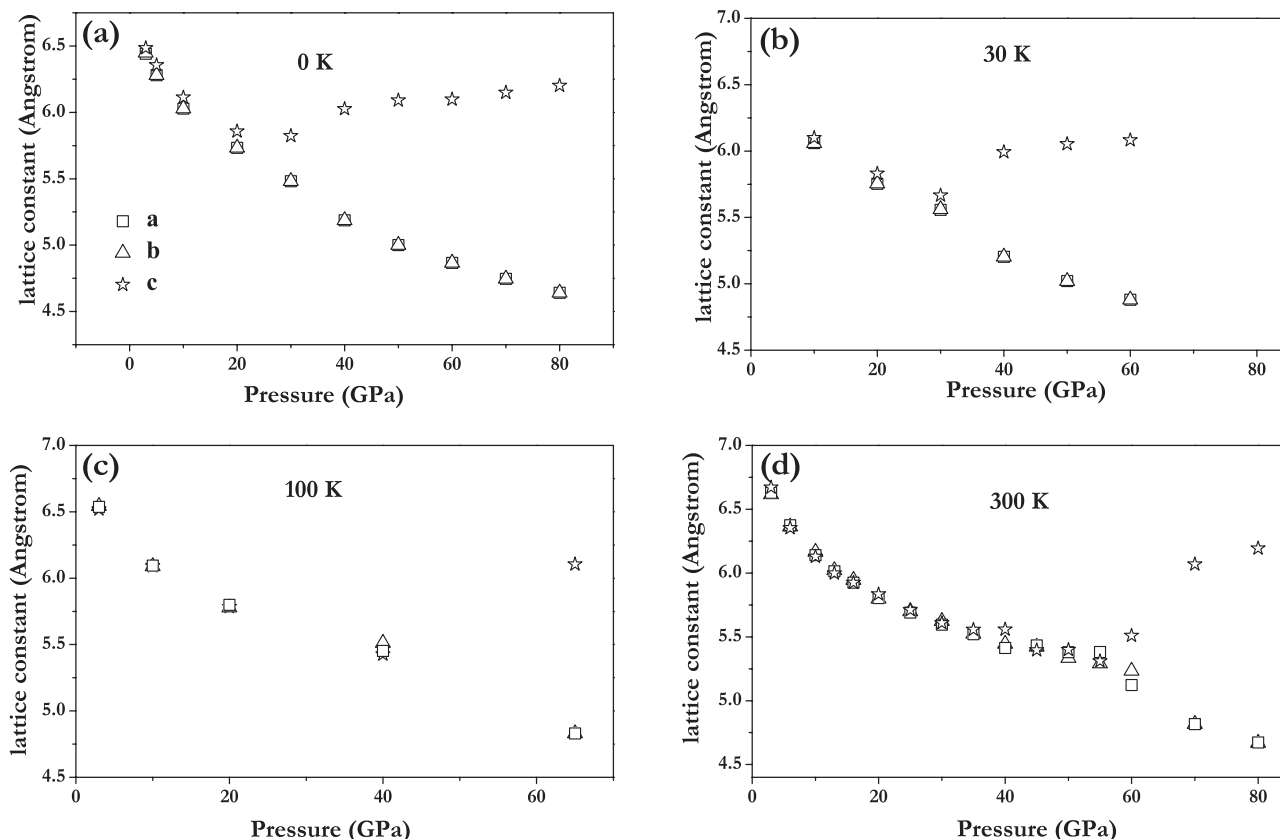 (a)
0 K
lattice constant (Angstrom)
6.5
6.0
5.5
5.0
4.5
a
b
c
0 20 40 60 80
Pressure (GPa)
(b)
30 K
lattice constant (Angstrom)
7.0
6.5
6.0
5.5
5.0
4.5
0 20 40 60 80
Pressure (GPa)
(c)
100 K
lattice constant (Angstrom)
7.0
6.5
6.0
5.5
5.0
4.5
0 20 40 60
Pressure (GPa)
(d)
300 K
lattice constant (Angstrom)
7.0
6.5
6.0
5.5
5.0
4.5
0 20 40 60 80
Pressure (GPa)